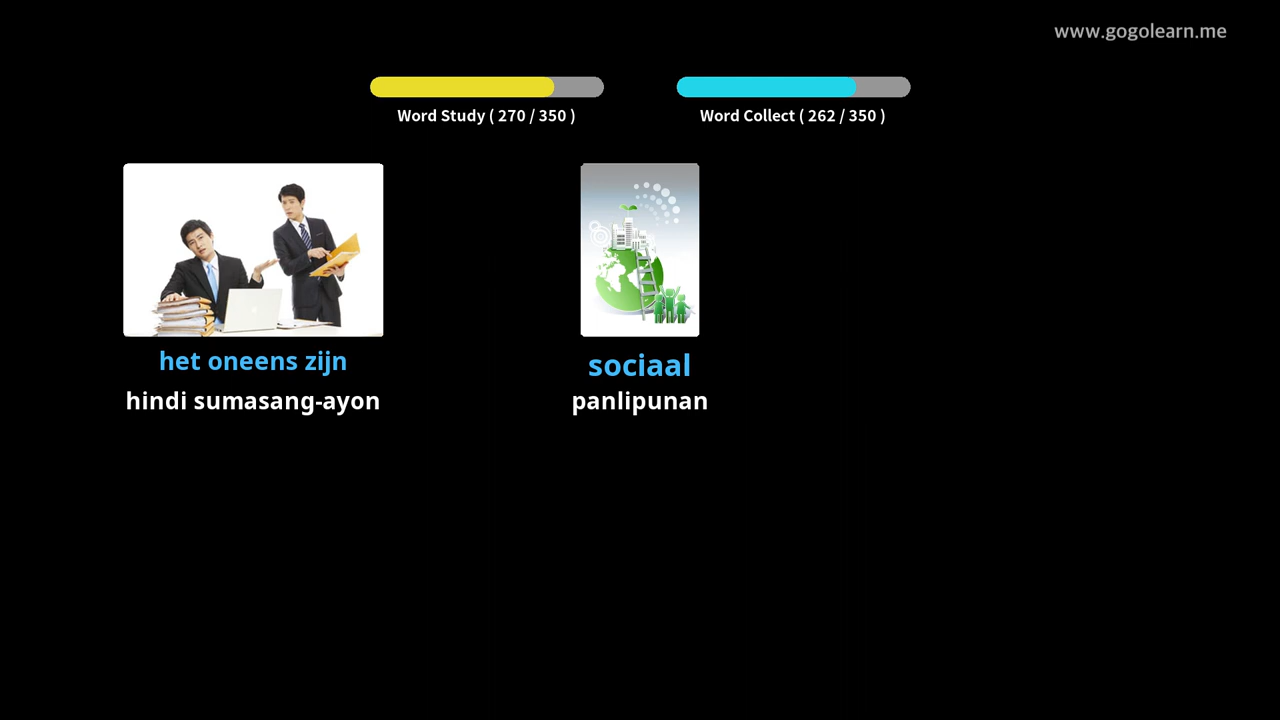 www.gogolearn.me
Word Study ( 270 / 350 )
Word Collect ( 262 / 350 )
het oneens zijn
hindi sumasang-ayon
sociaal
panlipunan